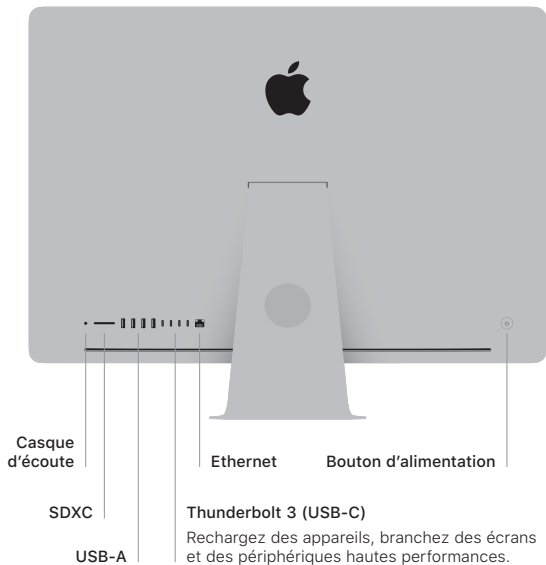 Casque
d'écoute
Ethernet
Bouton d'alimentation
SDXC
Thunderbolt 3 (USB-C)
Rechargez des appareils, branchez des écrans
et des périphériques hautes performances.
USB-A